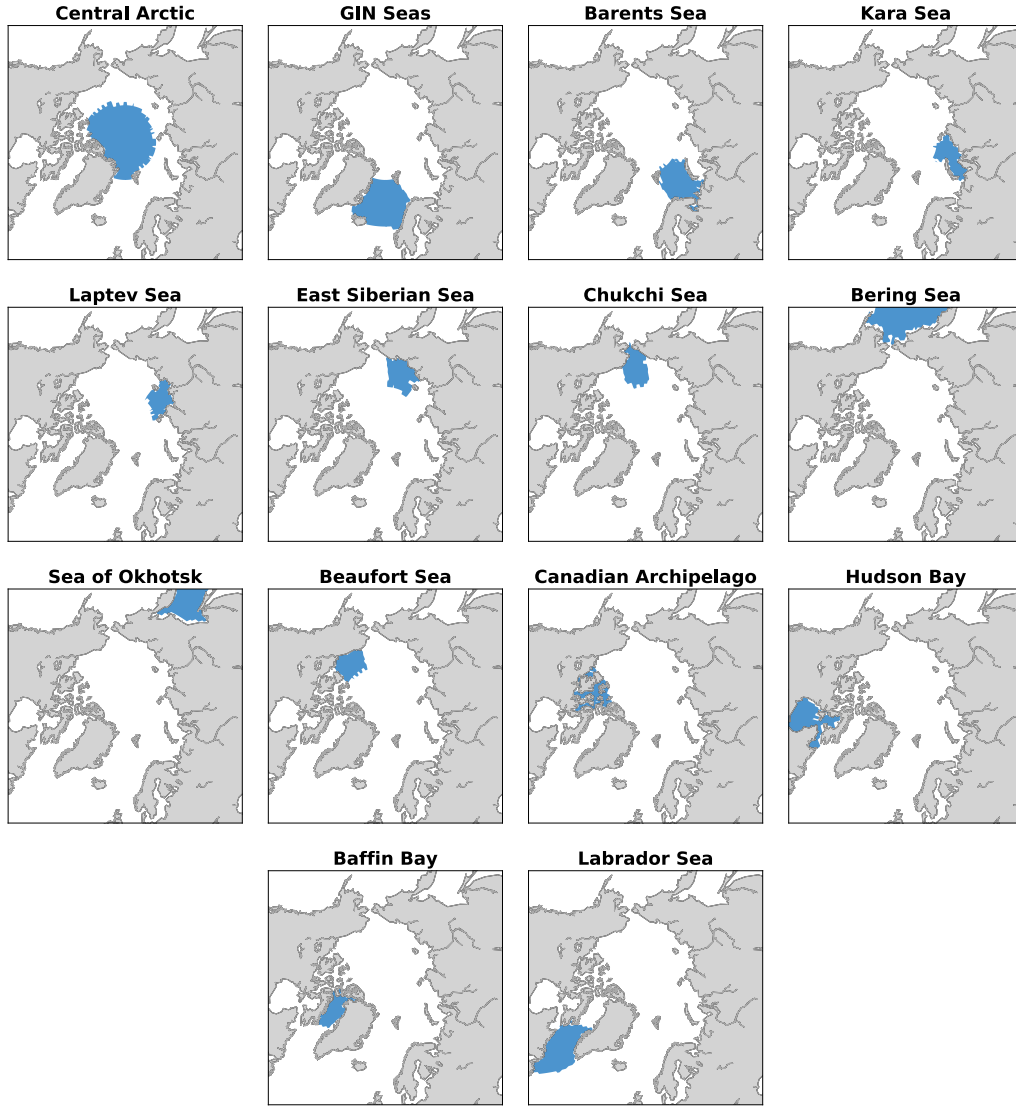 Central Arctic
GIN Seas
Barents Sea
Kara Sea
Laptev Sea
East Siberian Sea
Chukchi Sea
Bering Sea
Sea of Okhotsk
Beaufort Sea
Canadian Archipelago
Hudson Bay
Baffin Bay
Labrador Sea